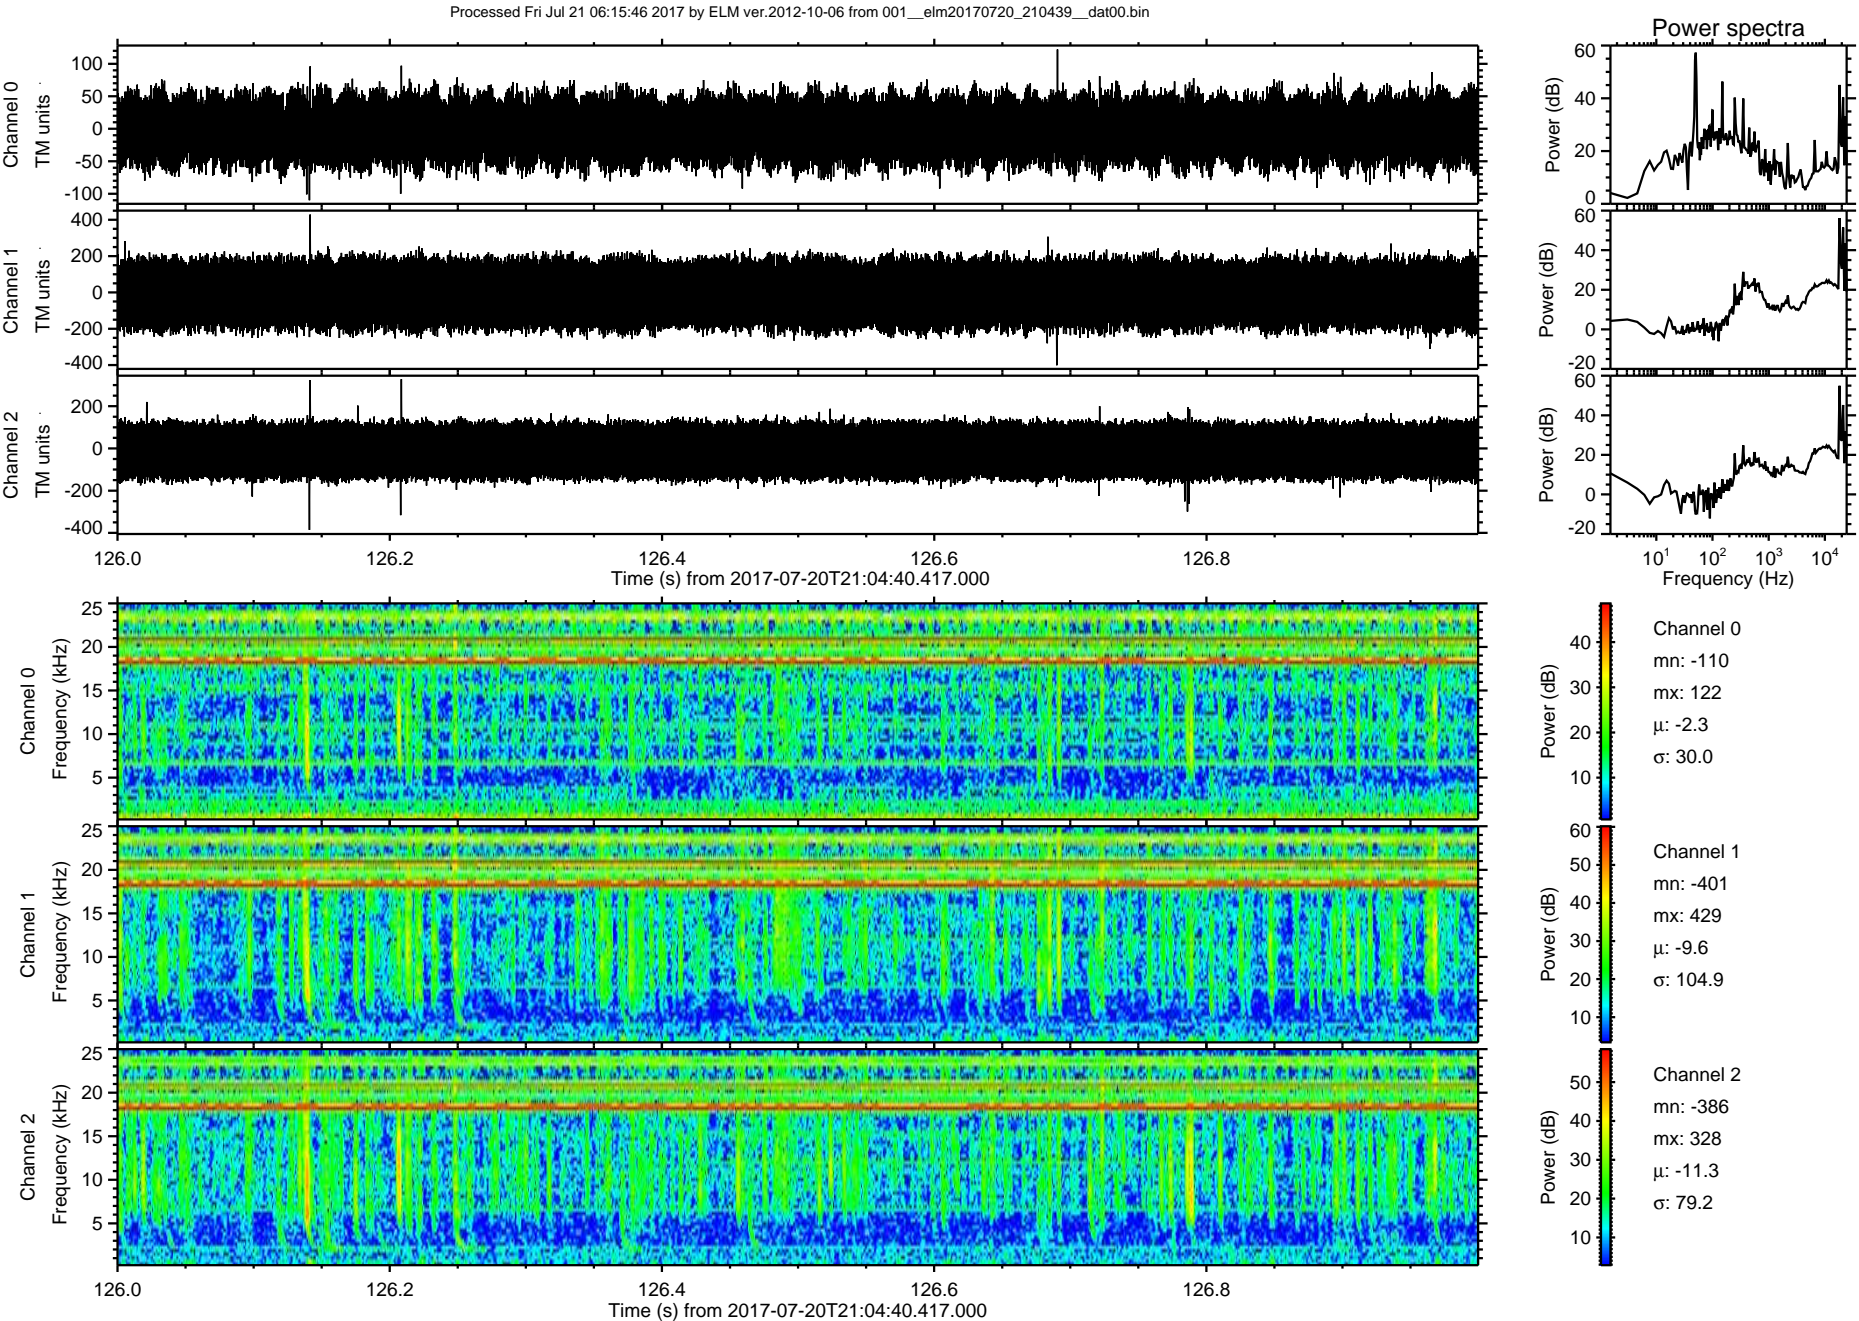 Processed Fri Jul 21 06:15:46 2017 by ELM ver.2012-10-06 from 001__elm20170720_210439__dat00.bin
Power spectra
Channel 0
TM units
100
50
0
-50
-100
Power (dB)
60
40
20
0
Channel 1
TM units
400
200
0
-200
-400
Power (dB)
60
40
20
0
-20
Channel 2
TM units
200
0
-200
-400
Power (dB)
60
40
20
0
-20
126.0 126.2 126.4 126.6 126.8
Time (s) from 2017-07-20T21:04:40.417.000
10¹ 10² 10³ 10⁴
Frequency (Hz)
Channel 0
Frequency (kHz)
25
20
15
10
5
Power (dB)
40
30
20
10
Channel 0
mn: -110
mx: 122
µ: -2.3
σ: 30.0
Channel 1
Frequency (kHz)
25
20
15
10
5
Power (dB)
60
50
40
30
20
10
Channel 1
mn: -401
mx: 429
µ: -9.6
σ: 104.9
Channel 2
Frequency (kHz)
25
20
15
10
5
Power (dB)
50
40
30
20
10
Channel 2
mn: -386
mx: 328
µ: -11.3
σ: 79.2
126.0 126.2 126.4 126.6 126.8
Time (s) from 2017-07-20T21:04:40.417.000